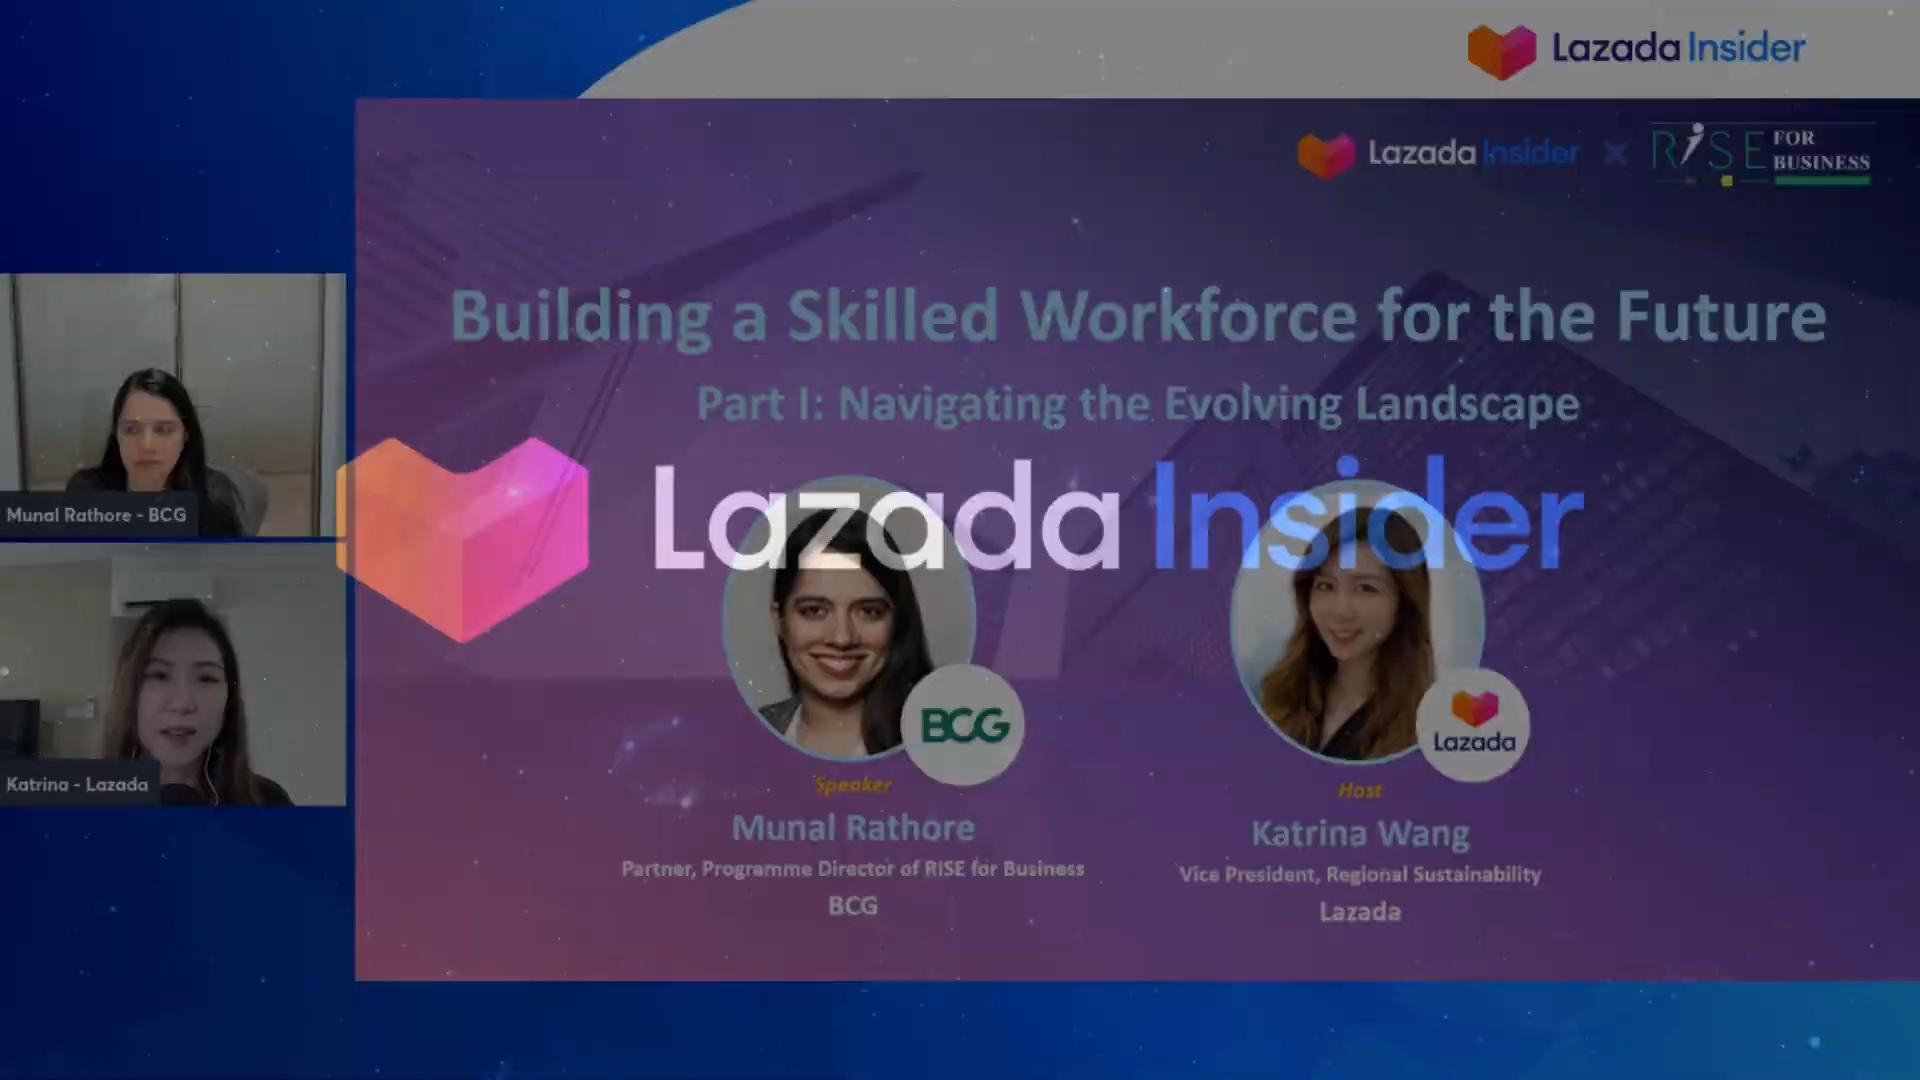 Lazada Insider
Lazada Insider × RISE FOR BUSINESS
Building a Skilled Workforce for the Future
Part I: Navigating the Evolving Landscape
Lazada Insider
Munal Rathore - BCG
Katrina - Lazada
BCG
Lazada
Speaker
Munal Rathore
Partner, Programme Director of RISE for Business
BCG
Host
Katrina Wang
Vice President, Regional Sustainability
Lazada